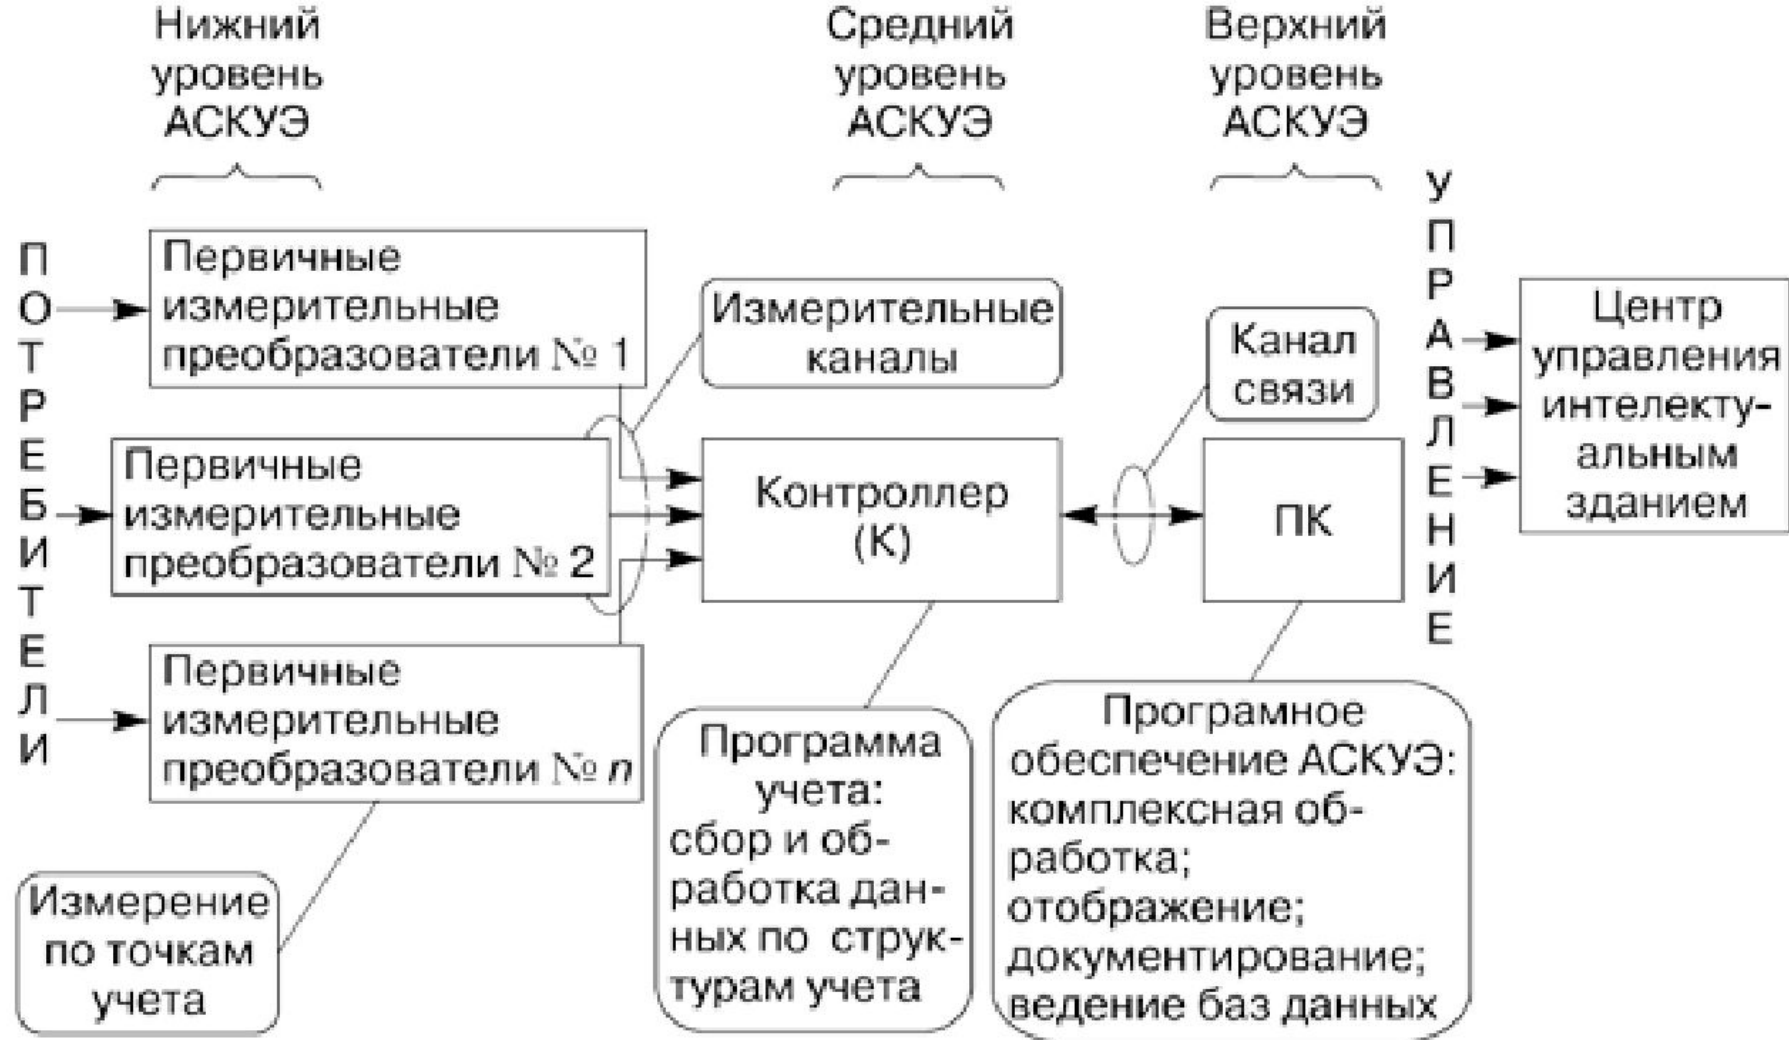 Нижний
уровень
АСКУЭ
Средний
уровень
АСКУЭ
Верхний
уровень
АСКУЭ
ПОТРЕБИТЕЛИ
Первичные
измерительные
преобразователи № 1
Первичные
измерительные
преобразователи № 2
Первичные
измерительные
преобразователи № n
Измерение
по точкам
учета
Измерительные
каналы
Контроллер
(К)
Программа
учета:
сбор и об-
работка дан-
ных по струк-
турам учета
Канал
связи
ПК
Програмное
обеспечение АСКУЭ:
комплексная об-
работка;
отображение;
документирование;
ведение баз данных
УПРАВЛЕНИЕ
Центр
управления
интелекту-
альным
зданием